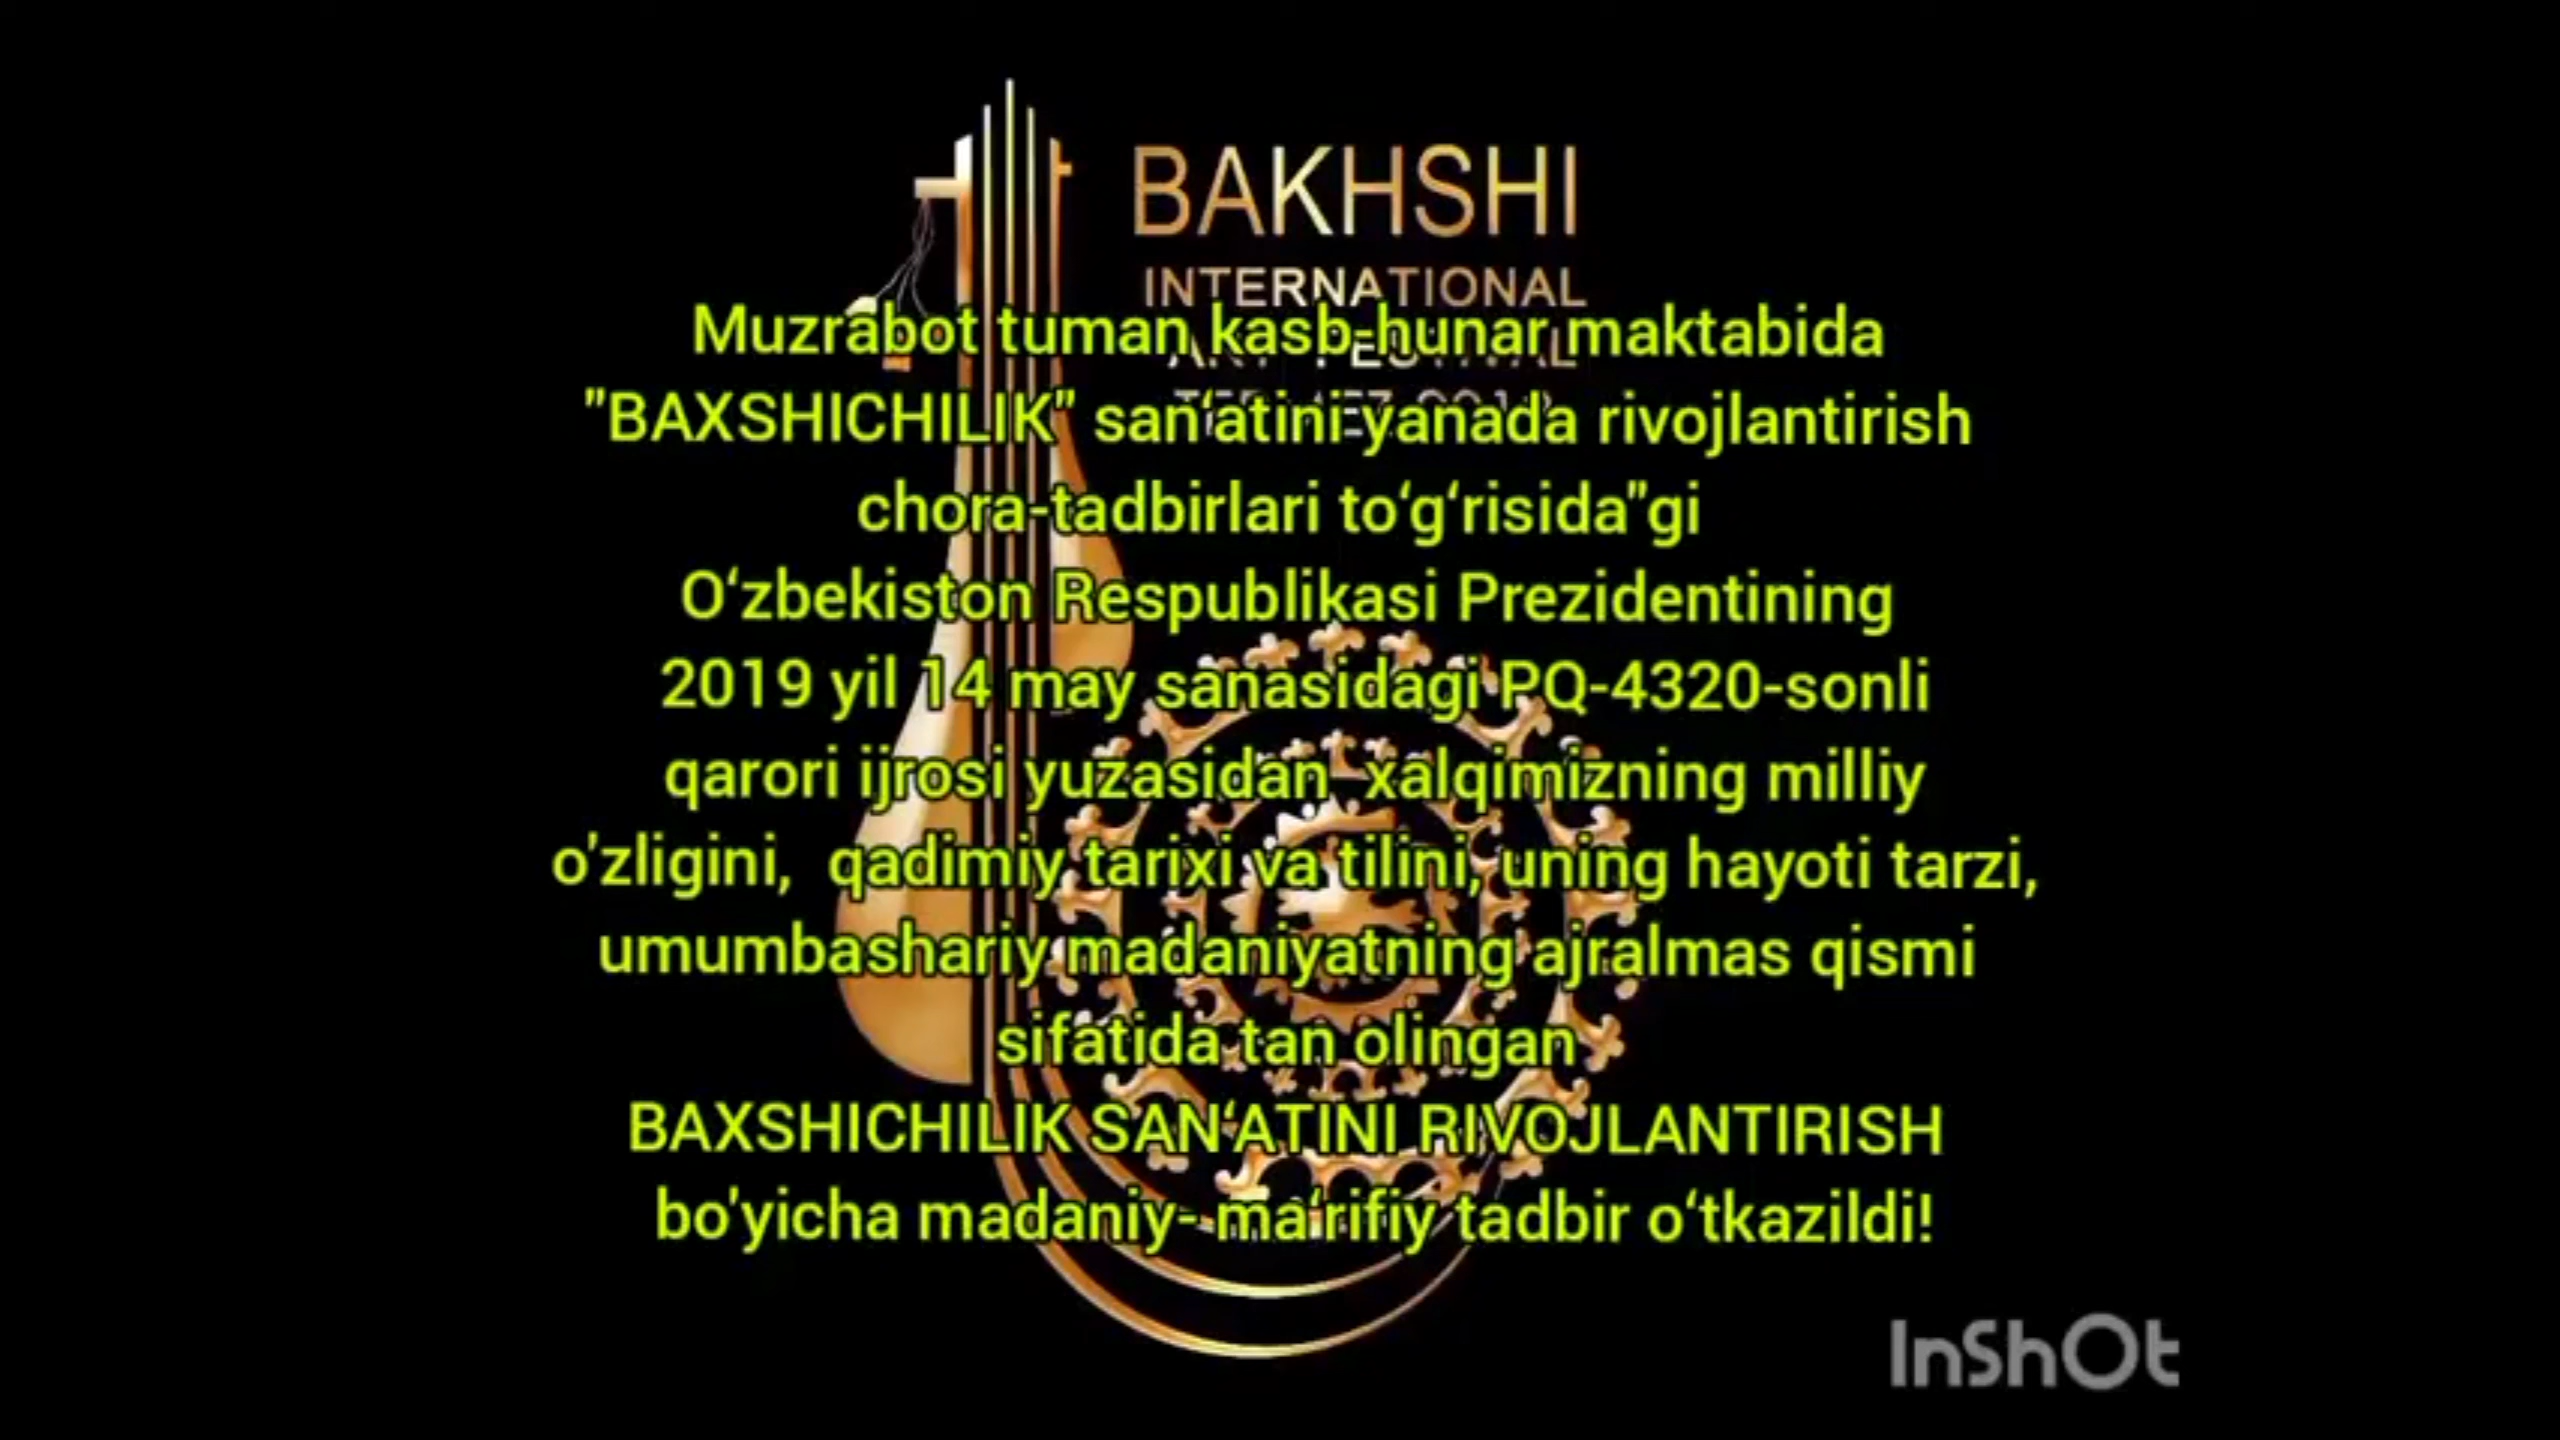 BAKHSHI
INTERNATIONAL
Muzrabot tuman kasb-hunar maktabida
"BAXSHICHILIK" san‘atini yanada rivojlantirish
chora-tadbirlari to‘g‘risida"gi
O‘zbekiston Respublikasi Prezidentining
2019 yil 14 may sanasidagi PQ-4320-sonli
qarori ijrosi yuzasidan xalqimizning milliy
o'zligini, qadimiy tarixi va tilini, uning hayoti tarzi,
umumbashariy madaniyatning ajralmas qismi
sifatida tan olingan
BAXSHICHILIK SAN‘ATINI RIVOJLANTIRISH
bo'yicha madaniy- ma‘rifiy tadbir o‘tkazildi!
InShOt